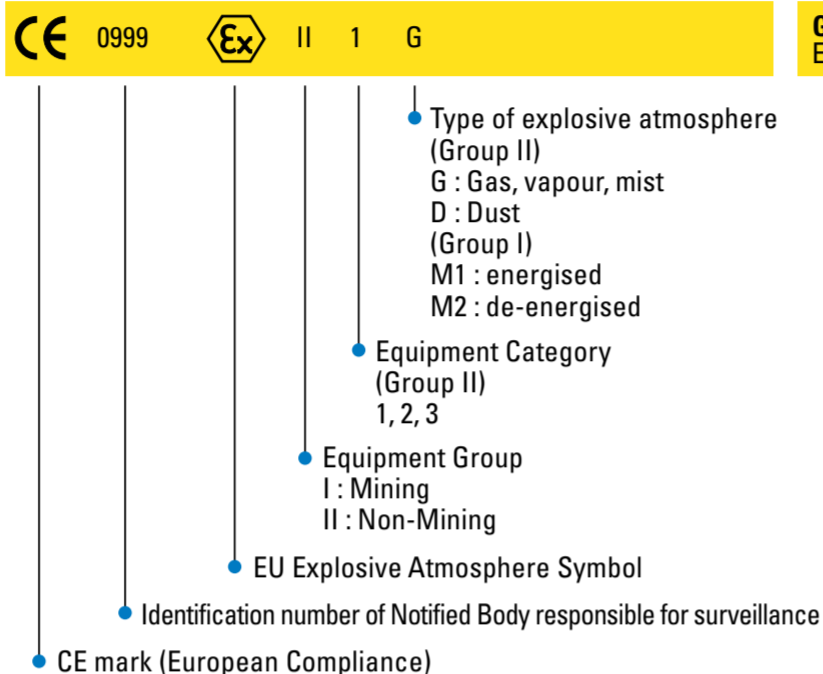 CE 0999 Ex II 1 G
G
E
Type of explosive atmosphere
(Group II)
G : Gas, vapour, mist
D : Dust
(Group I)
M1 : energised
M2 : de-energised
Equipment Category
(Group II)
1, 2, 3
Equipment Group
I : Mining
II : Non-Mining
EU Explosive Atmosphere Symbol
Identification number of Notified Body responsible for surveillance
CE mark (European Compliance)